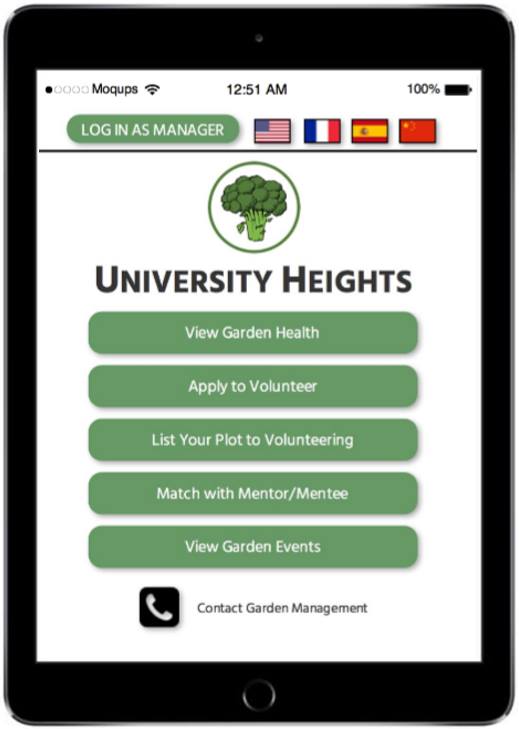 Moqups 12:51 AM 100%
LOG IN AS MANAGER
UNIVERSITY HEIGHTS
View Garden Health
Apply to Volunteer
List Your Plot to Volunteering
Match with Mentor/Mentee
View Garden Events
Contact Garden Management